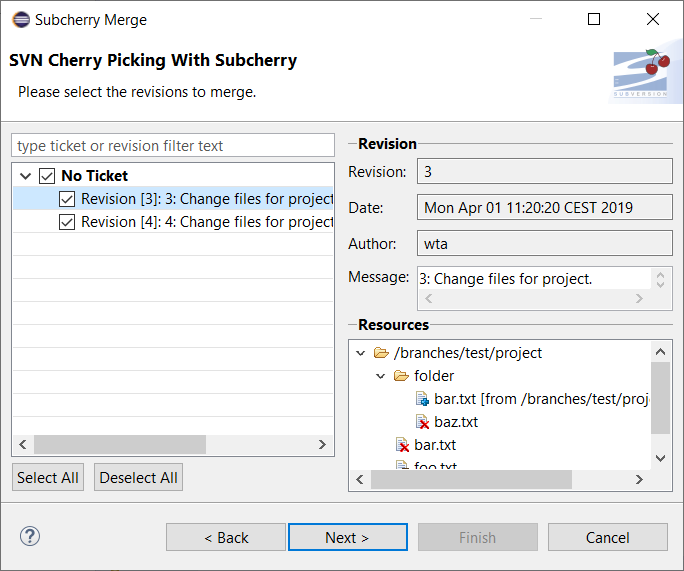 Subcherry Merge
SVN Cherry Picking With Subcherry
Please select the revisions to merge.
SUBVERSION
type ticket or revision filter text
No Ticket
Revision [3]: 3: Change files for project
Revision [4]: 4: Change files for project
Select All
Deselect All
Revision
Revision:
3
Date:
Mon Apr 01 11:20:20 CEST 2019
Author:
wta
Message:
3: Change files for project.
Resources
/branches/test/project
folder
bar.txt [from /branches/test/proj
baz.txt
bar.txt
foo.txt
?
< Back
Next >
Finish
Cancel